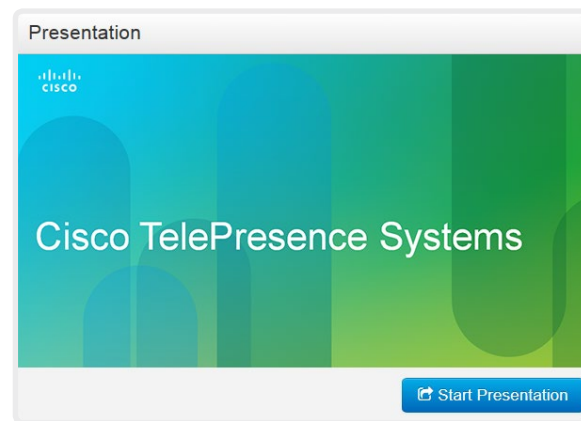 Presentation
CISCO
Cisco TelePresence Systems
Start Presentation